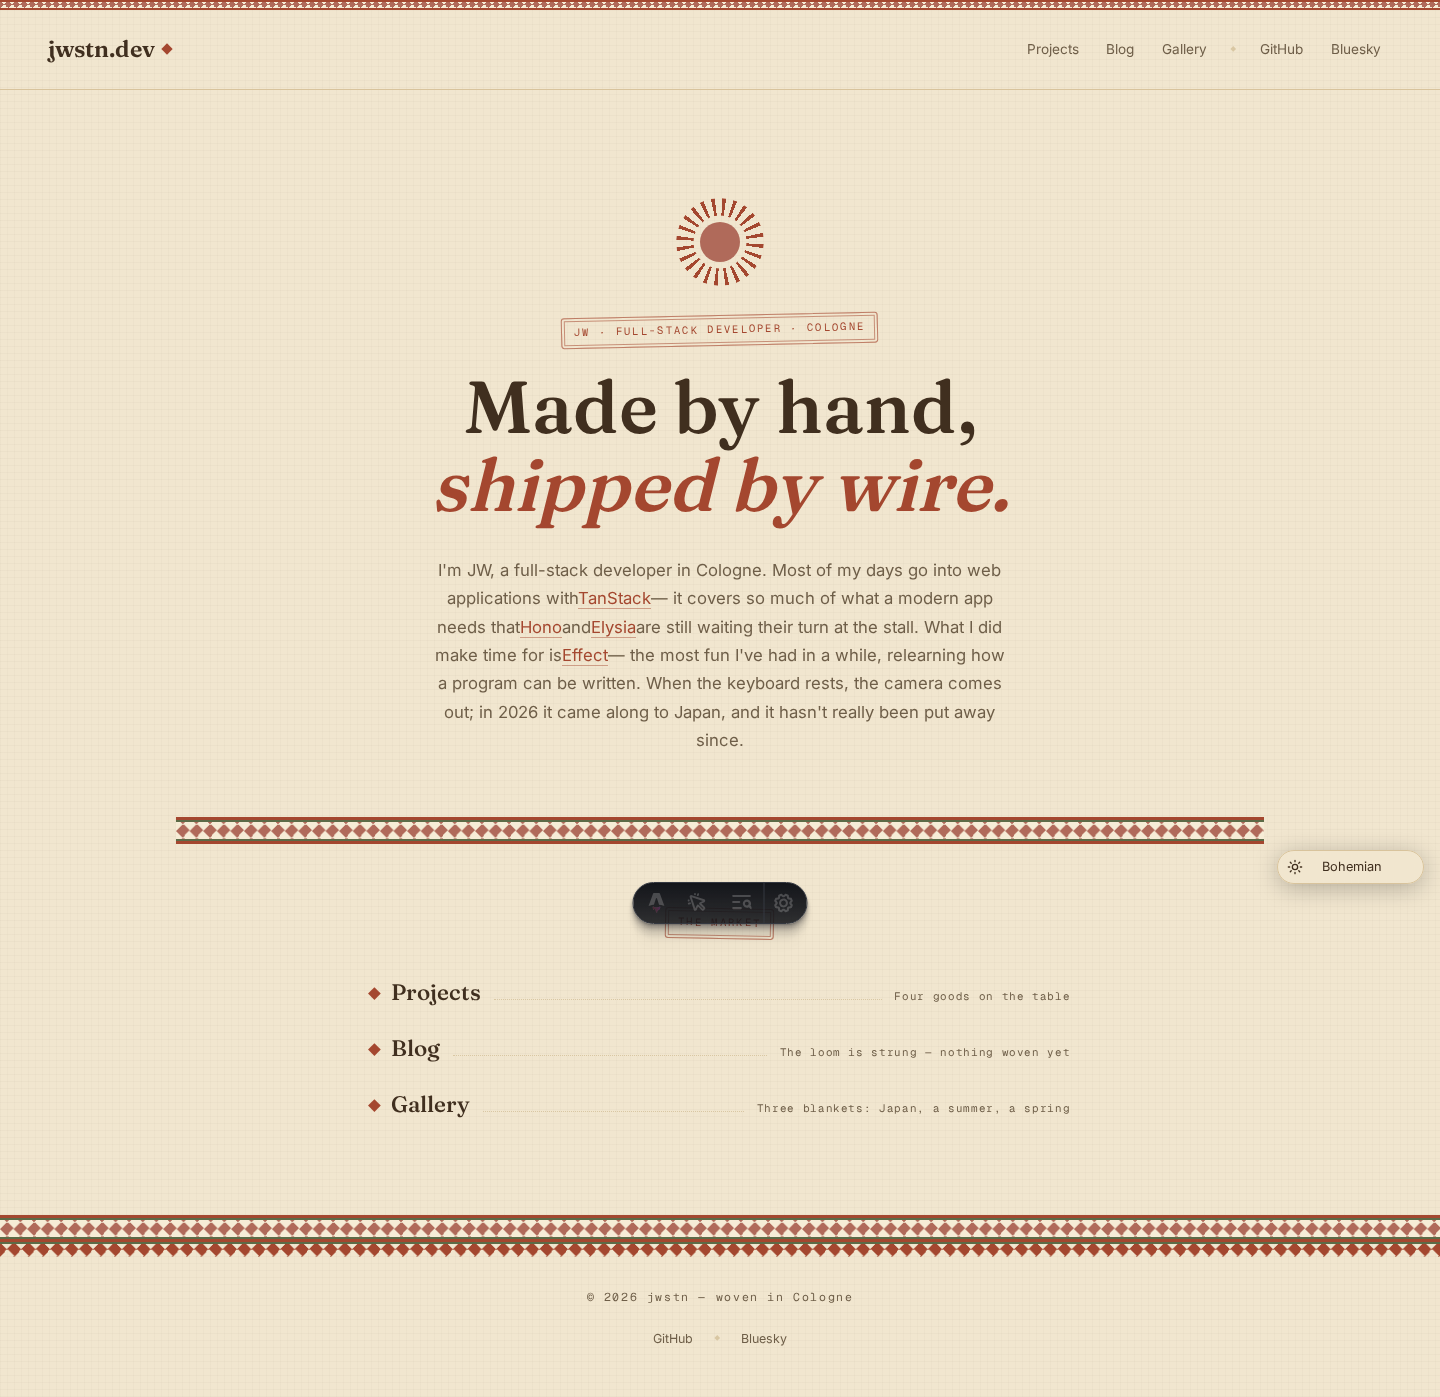 jwstn.dev
Projects Blog Gallery GitHub Bluesky
JW · FULL-STACK DEVELOPER · COLOGNE
Made by hand,
shipped by wire.
I'm JW, a full-stack developer in Cologne. Most of my days go into web
applications withTanStack— it covers so much of what a modern app
needs thatHonoandElysiaare still waiting their turn at the stall. What I did
make time for isEffect— the most fun I've had in a while, relearning how
a program can be written. When the keyboard rests, the camera comes
out; in 2026 it came along to Japan, and it hasn't really been put away
since.
Bohemian
THE MARKET
Projects Four goods on the table
Blog The loom is strung — nothing woven yet
Gallery Three blankets: Japan, a summer, a spring
© 2026 jwstn — woven in Cologne
GitHub Bluesky